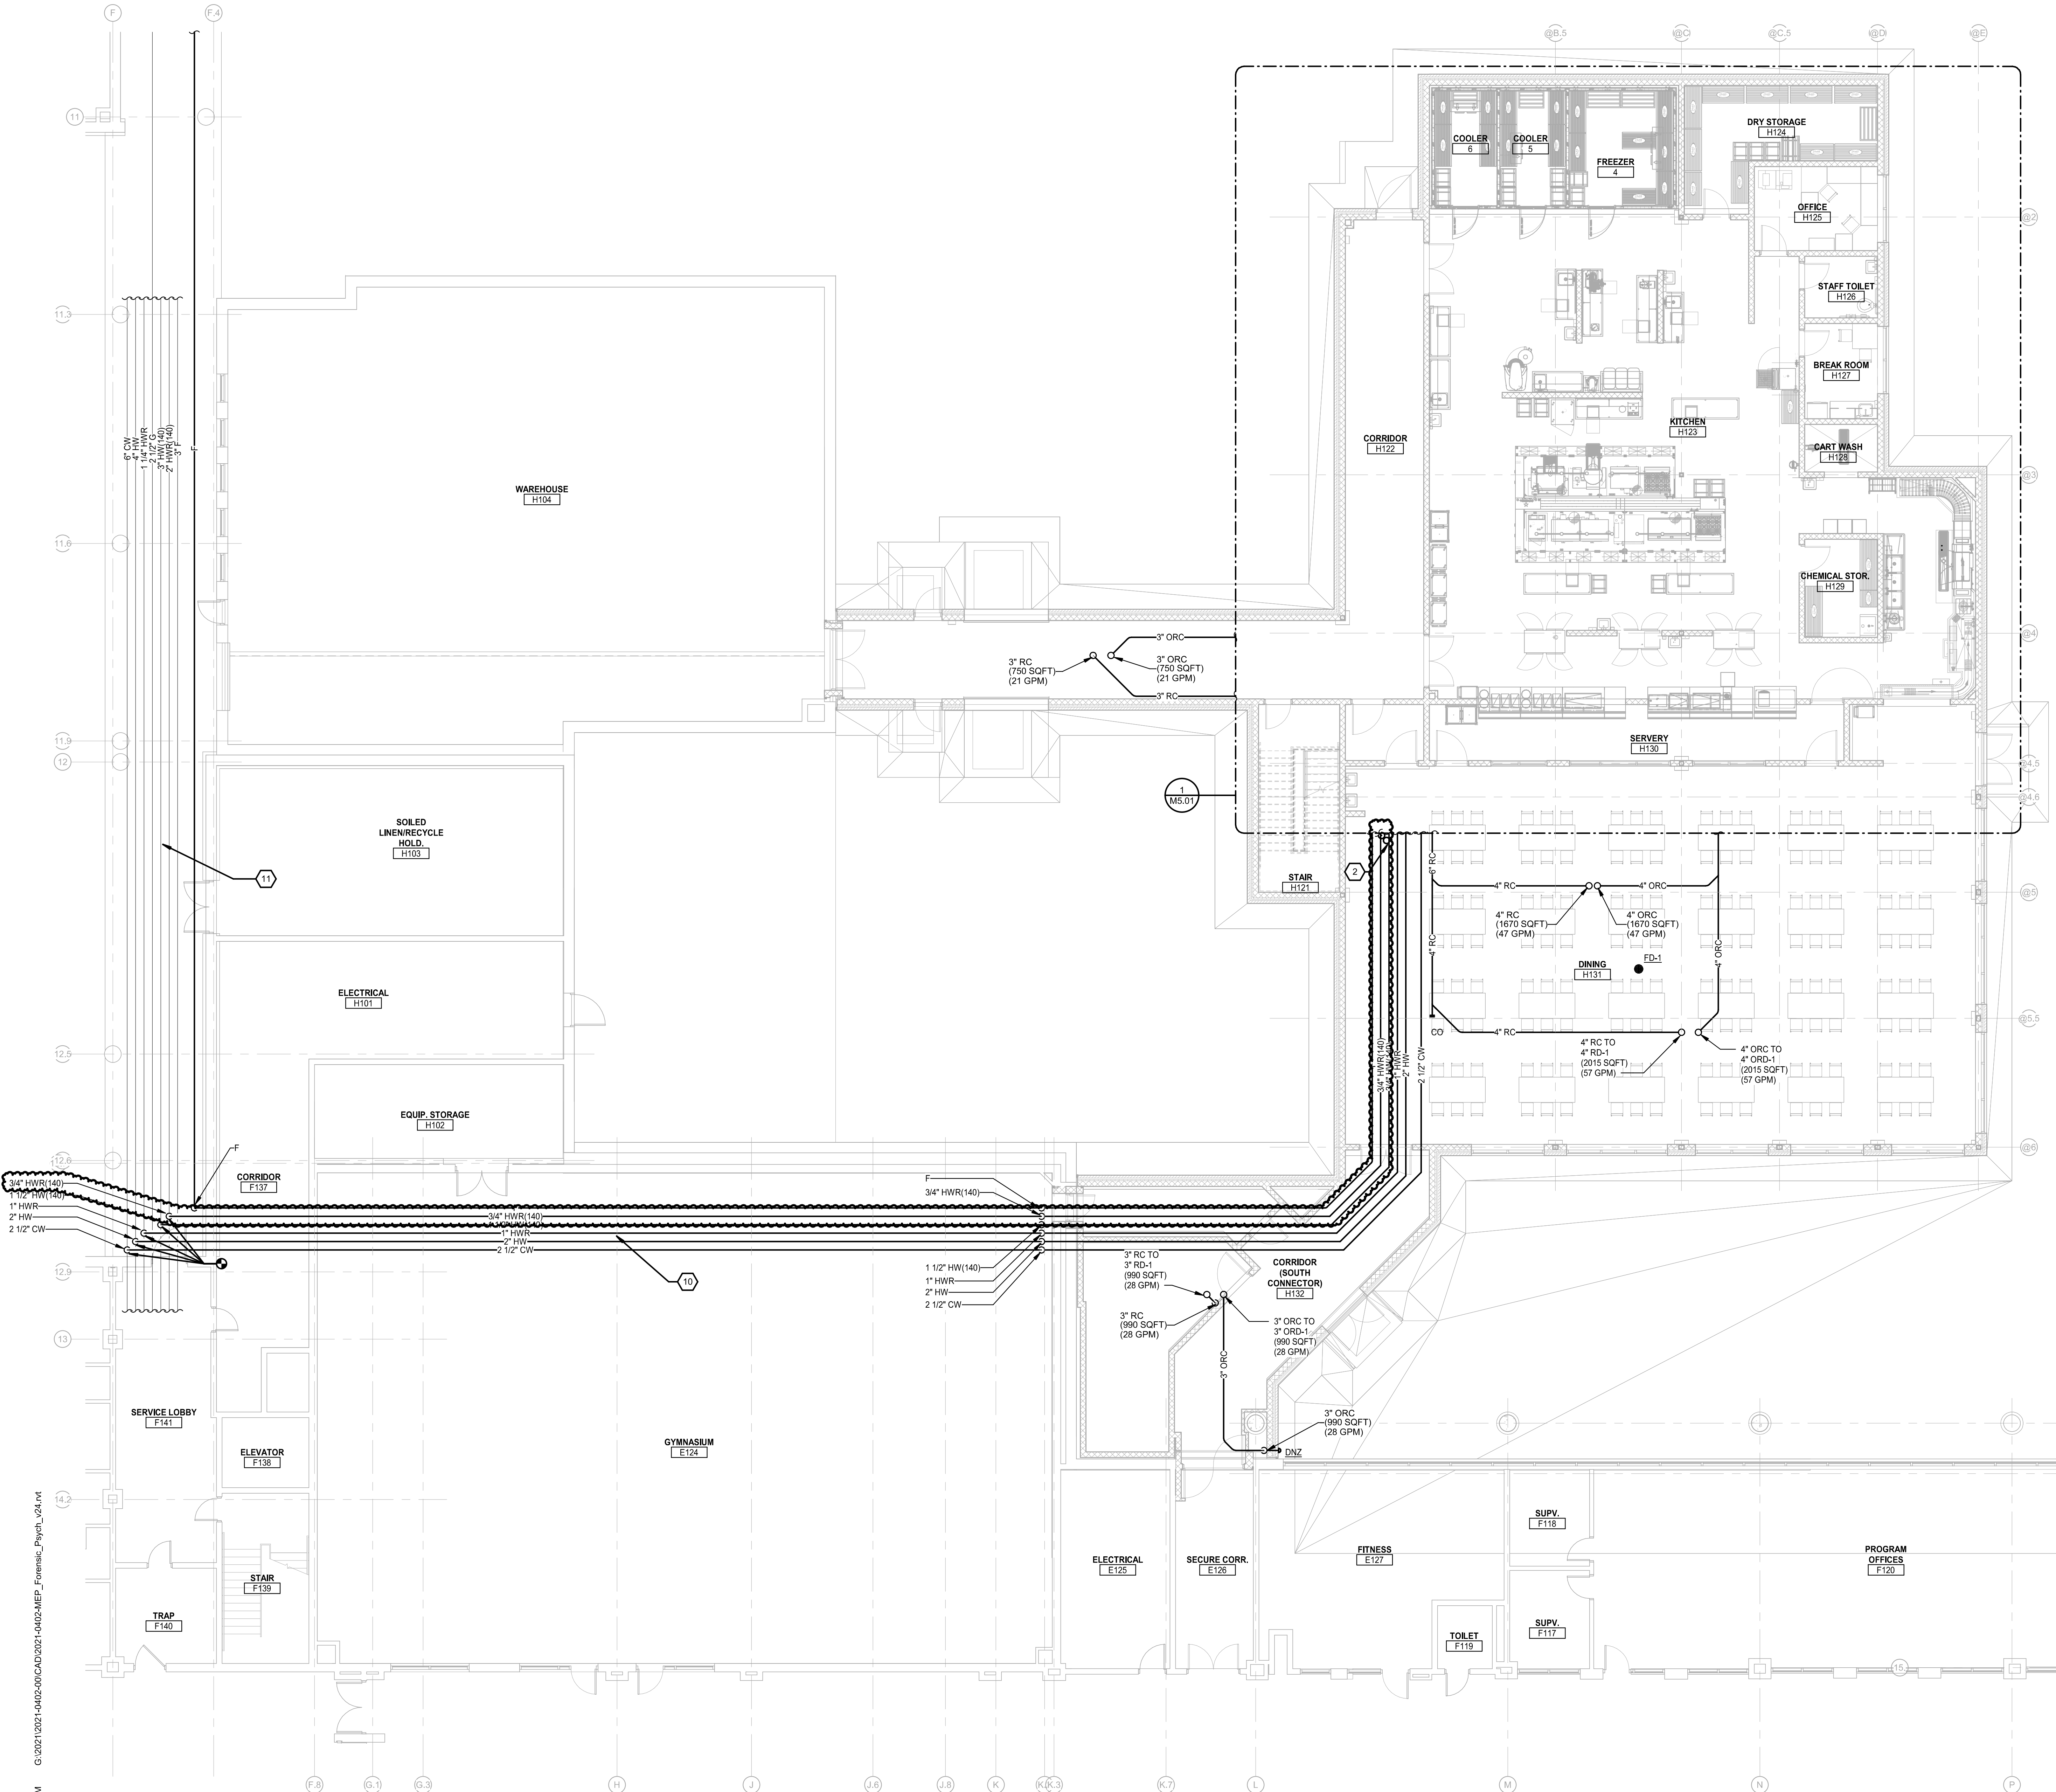 F
F.4
@B.5
@C
@C.5
@D
@E
11
COOLER
6
COOLER
5
FREEZER
4
DRY STORAGE
H124
OFFICE
H125
@2
STAFF TOILET
H126
11.3
BREAK ROOM
H127
6" CW
4" HW
1 1/4" HWR
2 1/2" G
3" HW(140)
2" HWR(140)
3" F
F
KITCHEN
H123
CORRIDOR
H122
CART WASH
H128
@3
WAREHOUSE
H104
11.6
CHEMICAL STOR.
H129
@4
3" ORC
3" RC
(750 SQFT)
(21 GPM)
3" ORC
(750 SQFT)
(21 GPM)
3" RC
11.9
12
SERVERY
H130
@4.5
1
M5.01
@4.6
SOILED
LINEN/RECYCLE
HOLD.
H103
11
2
STAIR
H121
6" RC
4" RC
4" ORC
@5
4" RC
(1670 SQFT)
(47 GPM)
4" ORC
(1670 SQFT)
(47 GPM)
4" RC
4" ORC
DINING
H131
FD-1
ELECTRICAL
H101
12.5
CO
4" RC
@5.5
4" RC TO
4" RD-1
(2015 SQFT)
(57 GPM)
4" ORC TO
4" ORD-1
(2015 SQFT)
(57 GPM)
3/4" HWR(140)
1" HWR
2" HW
2 1/2" CW
EQUIP. STORAGE
H102
@6
12.6
F
CORRIDOR
F137
3/4" HWR(140)
1 1/2" HW(140)
1" HWR
2" HW
2 1/2" CW
F
3/4" HWR(140)
3/4" HWR(140)
1 1/2" HW(140)
1" HWR
2" HW
2 1/2" CW
10
1 1/2" HW(140)
1" HWR
2" HW
2 1/2" CW
12.9
3" RC TO
3" RD-1
(990 SQFT)
(28 GPM)
CORRIDOR
(SOUTH
CONNECTOR)
H132
3" RC
(990 SQFT)
(28 GPM)
3" ORC TO
3" ORD-1
(990 SQFT)
(28 GPM)
13
3" ORC
SERVICE LOBBY
F141
3" ORC
(990 SQFT)
(28 GPM)
DNZ
ELEVATOR
F138
GYMNASIUM
E124
14.2
SUPV.
F118
ELECTRICAL
E125
SECURE CORR.
E126
FITNESS
E127
PROGRAM
OFFICES
F120
STAIR
F139
TRAP
F140
TOILET
F119
SUPV.
F117
15.
G:\2021\2021-0402-00\CAD\2021-0402-MEP_Forensic_Psych_v24.rvt
M
F.8
G.1
G.3
H
J
J.6
J.8
K
K.3
K.7
L
M
N
P